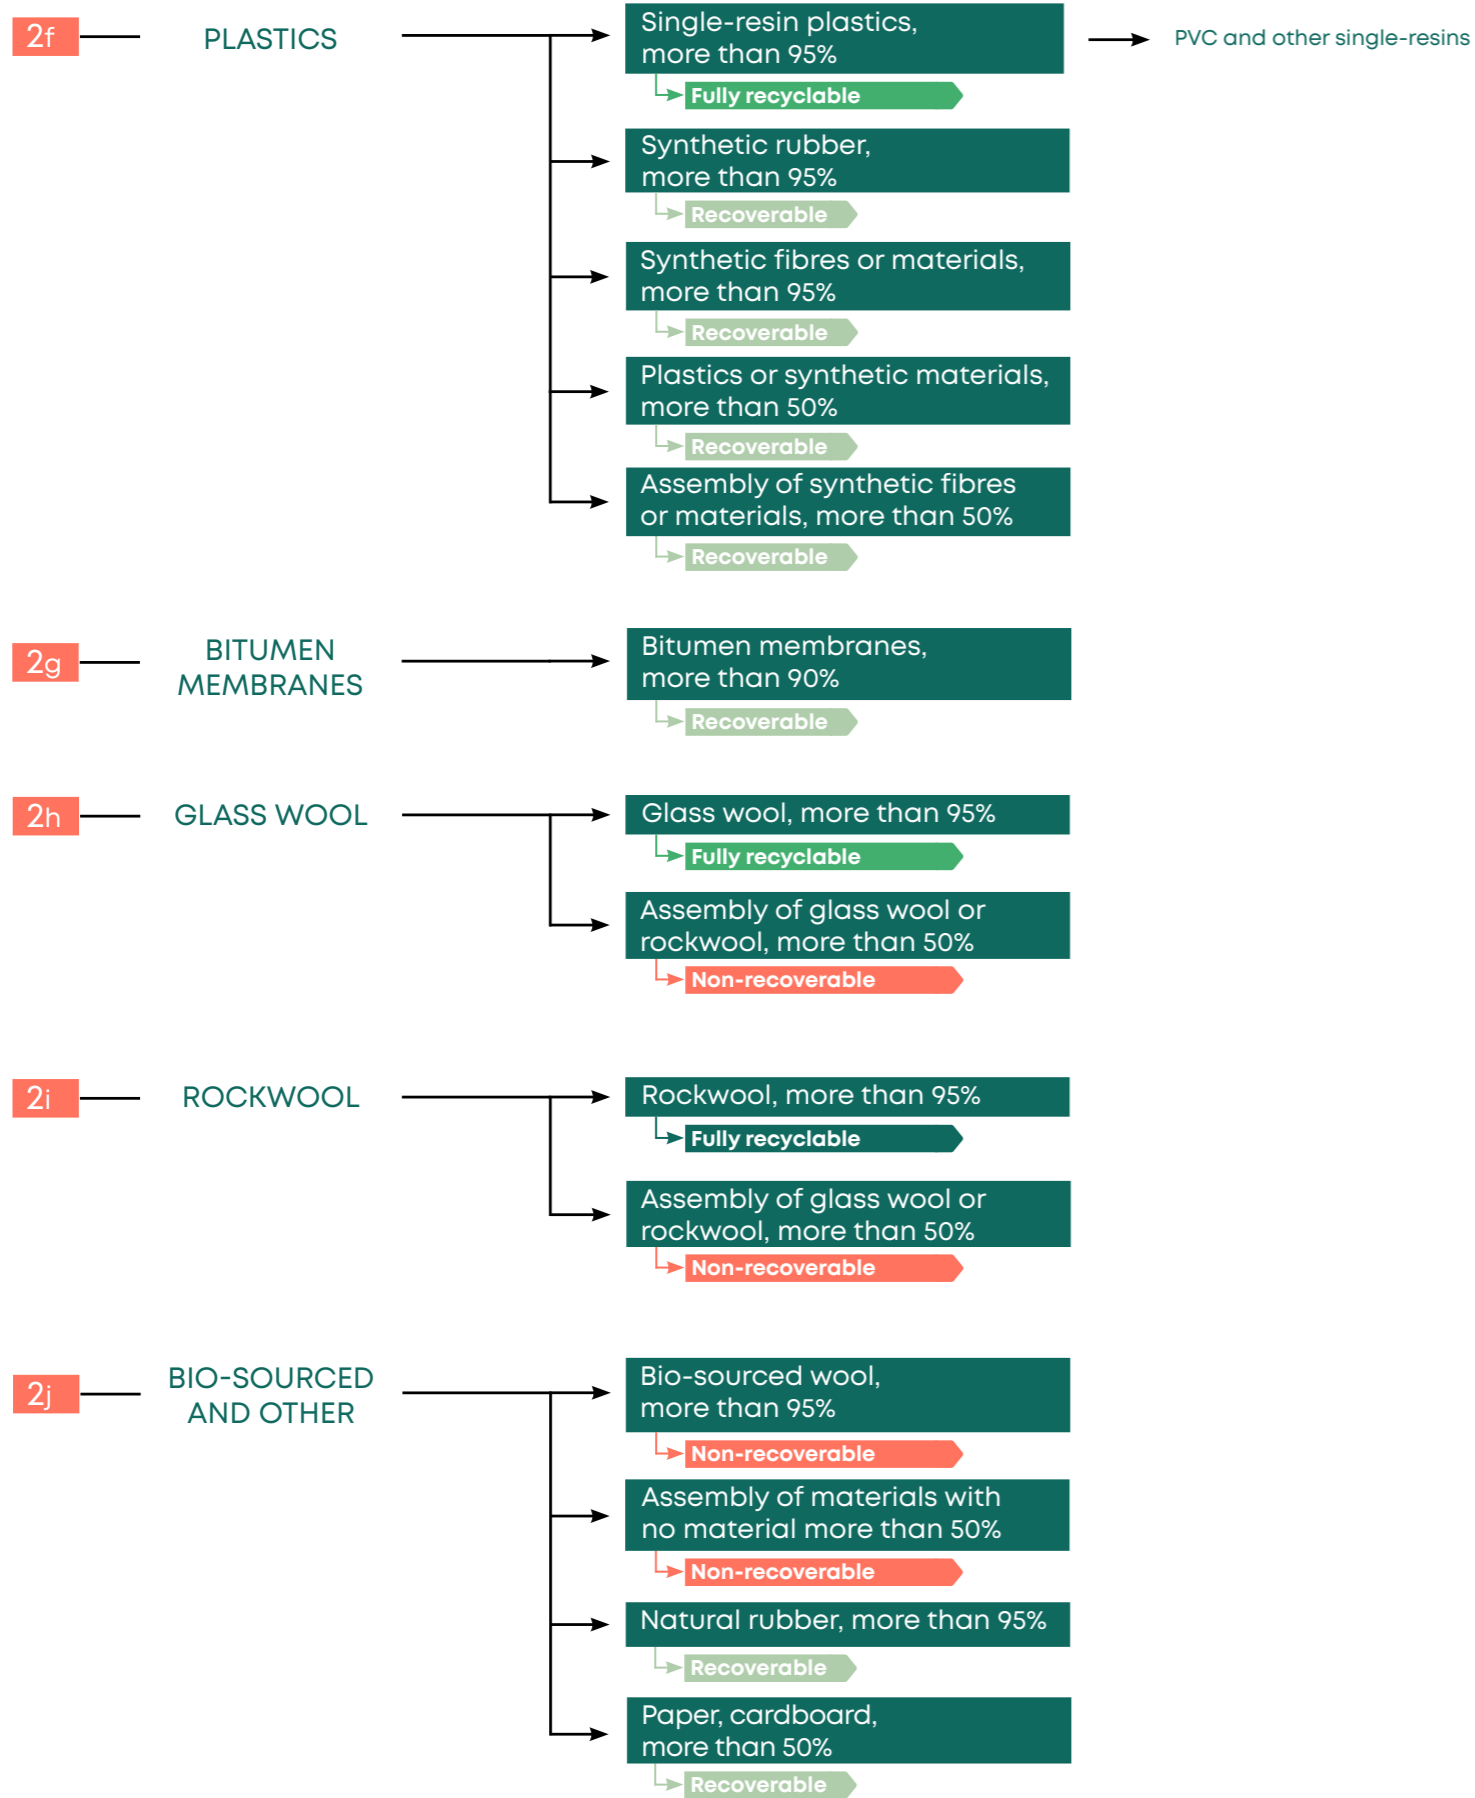 2f
PLASTICS
Single-resin plastics,
more than 95%
PVC and other single-resins
Fully recyclable
Synthetic rubber,
more than 95%
Recoverable
Synthetic fibres or materials,
more than 95%
Recoverable
Plastics or synthetic materials,
more than 50%
Recoverable
Assembly of synthetic fibres
or materials, more than 50%
Recoverable
2g
BITUMEN
MEMBRANES
Bitumen membranes,
more than 90%
Recoverable
2h
GLASS WOOL
Glass wool, more than 95%
Fully recyclable
Assembly of glass wool or
rockwool, more than 50%
Non-recoverable
2i
ROCKWOOL
Rockwool, more than 95%
Fully recyclable
Assembly of glass wool or
rockwool, more than 50%
Non-recoverable
2j
BIO-SOURCED
AND OTHER
Bio-sourced wool,
more than 95%
Non-recoverable
Assembly of materials with
no material more than 50%
Non-recoverable
Natural rubber, more than 95%
Recoverable
Paper, cardboard,
more than 50%
Recoverable